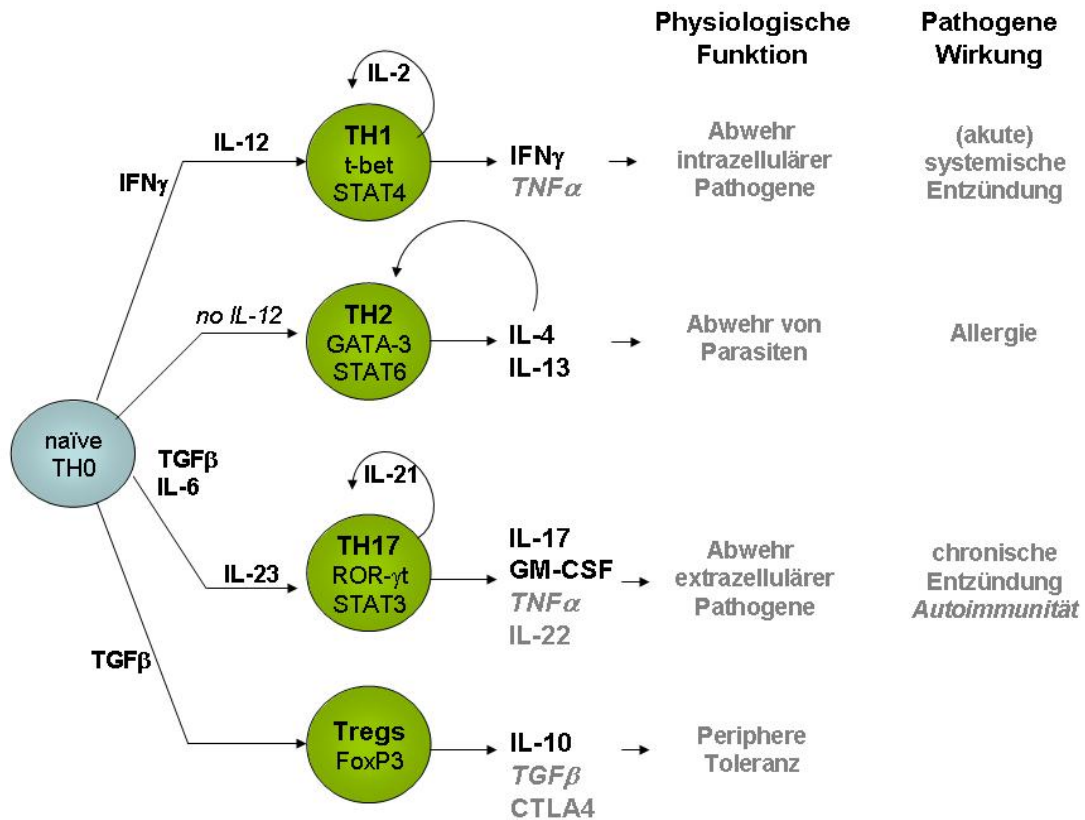 Physiologische
Funktion
Pathogene
Wirkung
IL-2
IL-12
IFNγ
TH1
t-bet
STAT4
IFNγ
TNFα
Abwehr
intrazellulärer
Pathogene
(akute)
systemische
Entzündung
no IL-12
TH2
GATA-3
STAT6
IL-4
IL-13
Abwehr von
Parasiten
Allergie
naïve
TH0
TGFβ
IL-6
IL-23
IL-21
TH17
ROR-γt
STAT3
IL-17
GM-CSF
TNFα
IL-22
Abwehr
extrazellulärer
Pathogene
chronische
Entzündung
Autoimmunität
TGFβ
Tregs
FoxP3
IL-10
TGFβ
CTLA4
Periphere
Toleranz